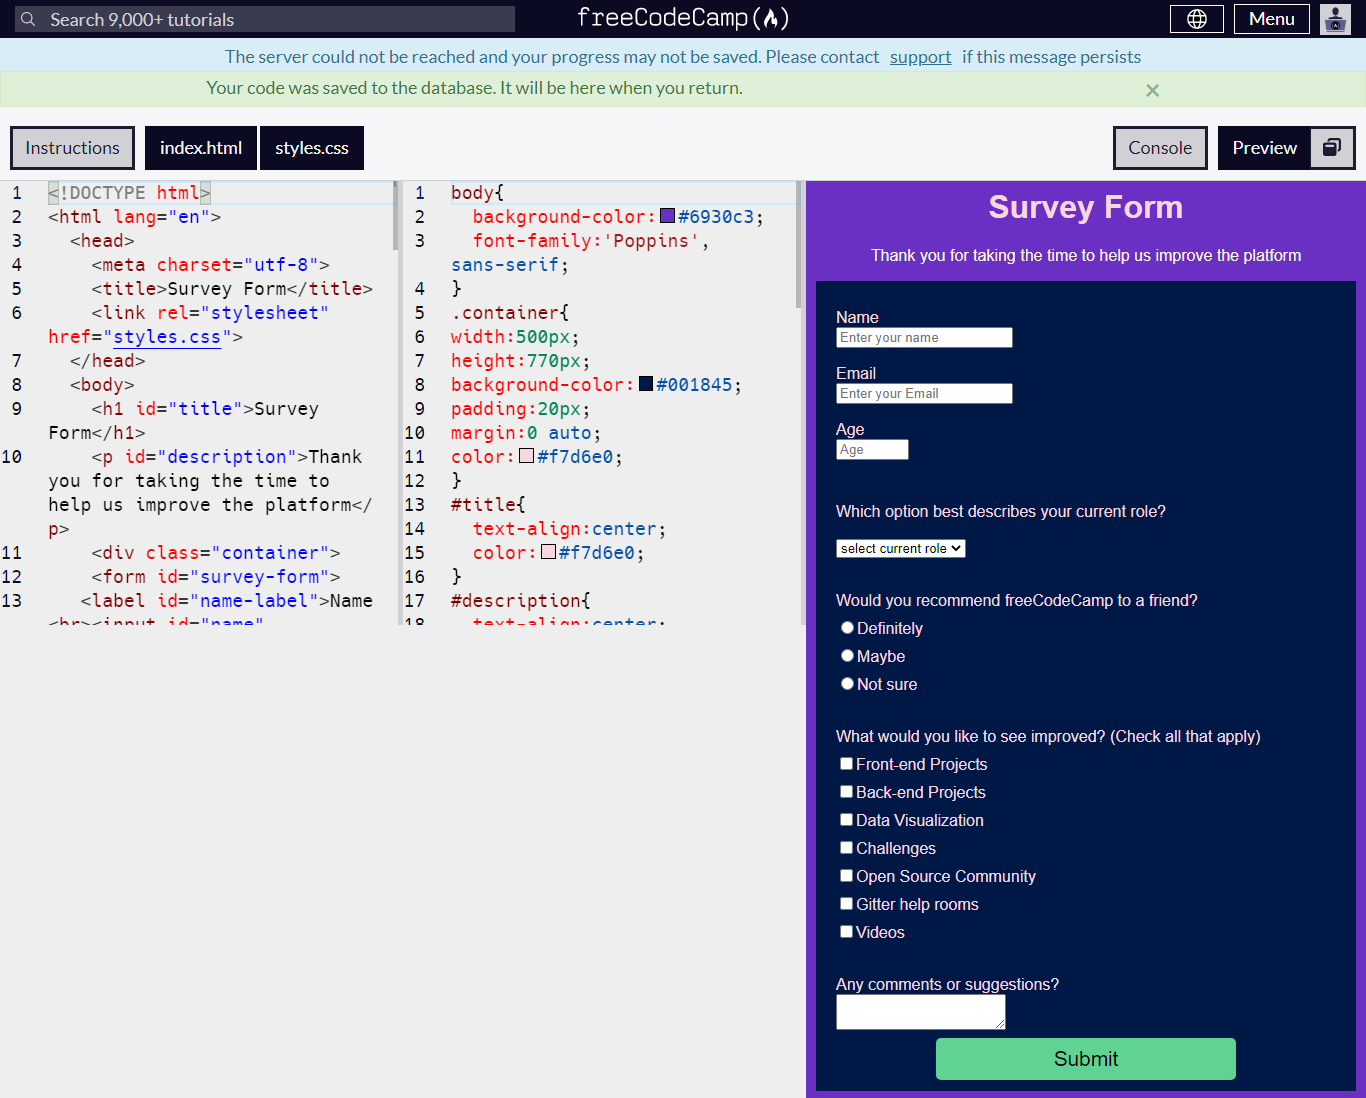 Search 9,000+ tutorials
freeCodeCamp
Menu
The server could not be reached and your progress may not be saved. Please contact support if this message persists
Your code was saved to the database. It will be here when you return.
×
Instructions
index.html
styles.css
Console
Preview
1 <!DOCTYPE html>
2 <html lang="en">
3 <head>
4 <meta charset="utf-8">
5 <title>Survey Form</title>
6 <link rel="stylesheet"
href="styles.css">
7 </head>
8 <body>
9 <h1 id="title">Survey
Form</h1>
10 <p id="description">Thank
you for taking the time to
help us improve the platform</
p>
11 <div class="container">
12 <form id="survey-form">
13 <label id="name-label">Name
<br><input id="name"
1 body{
2 background-color:#6930c3;
3 font-family:'Poppins',
sans-serif;
4 }
5 .container{
6 width:500px;
7 height:770px;
8 background-color:#001845;
9 padding:20px;
10 margin:0 auto;
11 color:#f7d6e0;
12 }
13 #title{
14 text-align:center;
15 color:#f7d6e0;
16 }
17 #description{
18 text-align:center;
Survey Form
Thank you for taking the time to help us improve the platform
Name
Enter your name
Email
Enter your Email
Age
Age
Which option best describes your current role?
select current role
Would you recommend freeCodeCamp to a friend?
Definitely
Maybe
Not sure
What would you like to see improved? (Check all that apply)
Front-end Projects
Back-end Projects
Data Visualization
Challenges
Open Source Community
Gitter help rooms
Videos
Any comments or suggestions?
Submit